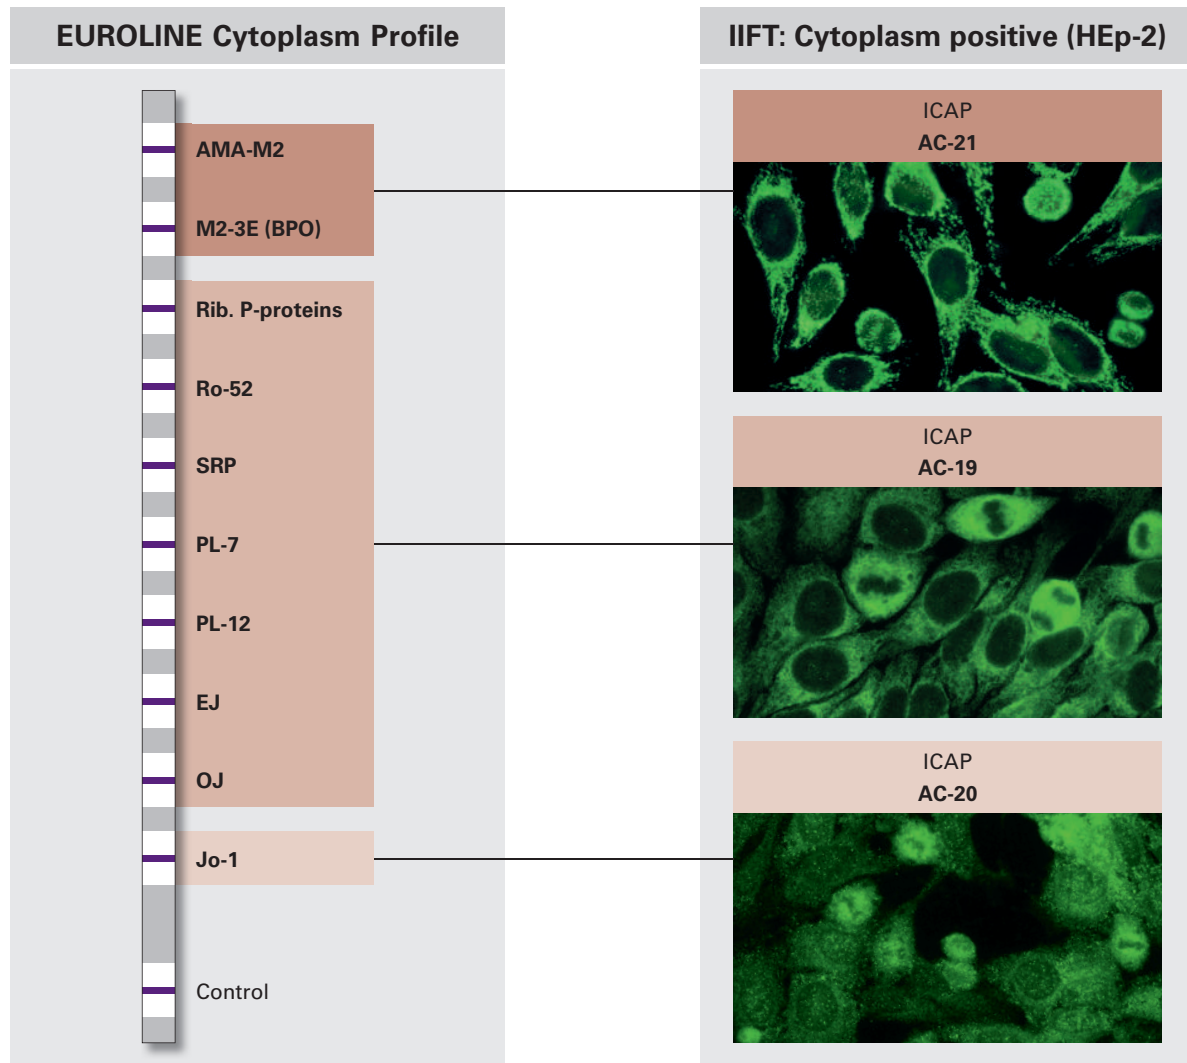 EUROLINE Cytoplasm Profile
AMA-M2
M2-3E (BPO)
Rib. P-proteins
Ro-52
SRP
PL-7
PL-12
EJ
OJ
Jo-1
Control
IIFT: Cytoplasm positive (HEp-2)
ICAP
AC-21
ICAP
AC-19
ICAP
AC-20